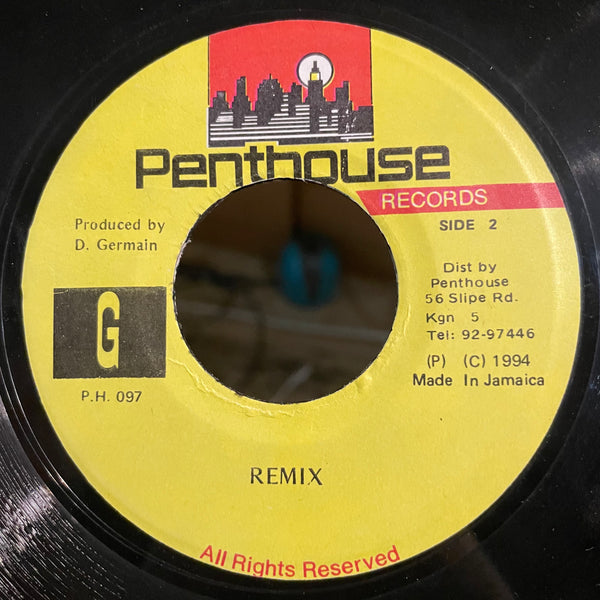 Penthouse
RECORDS
Produced by
D. Germain
SIDE 2
Dist by
Penthouse
56 Slipe Rd.
Kgn 5
Tel: 92-97446
G
P.H. 097
(P) (C) 1994
Made In Jamaica
REMIX
All Rights Reserved